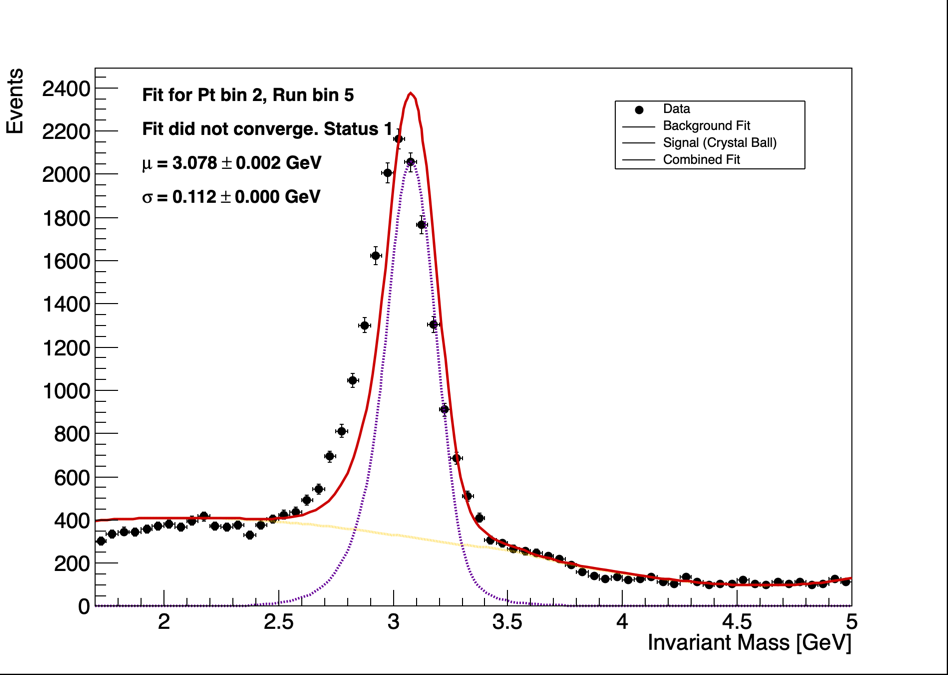 Events
2400
2200
2000
1800
1600
1400
1200
1000
800
600
400
200
0
Fit for Pt bin 2, Run bin 5
Fit did not converge. Status 1
μ = 3.078 ± 0.002 GeV
σ = 0.112 ± 0.000 GeV
Data
Background Fit
Signal (Crystal Ball)
Combined Fit
2 2.5 3 3.5 4 4.5 5
Invariant Mass [GeV]